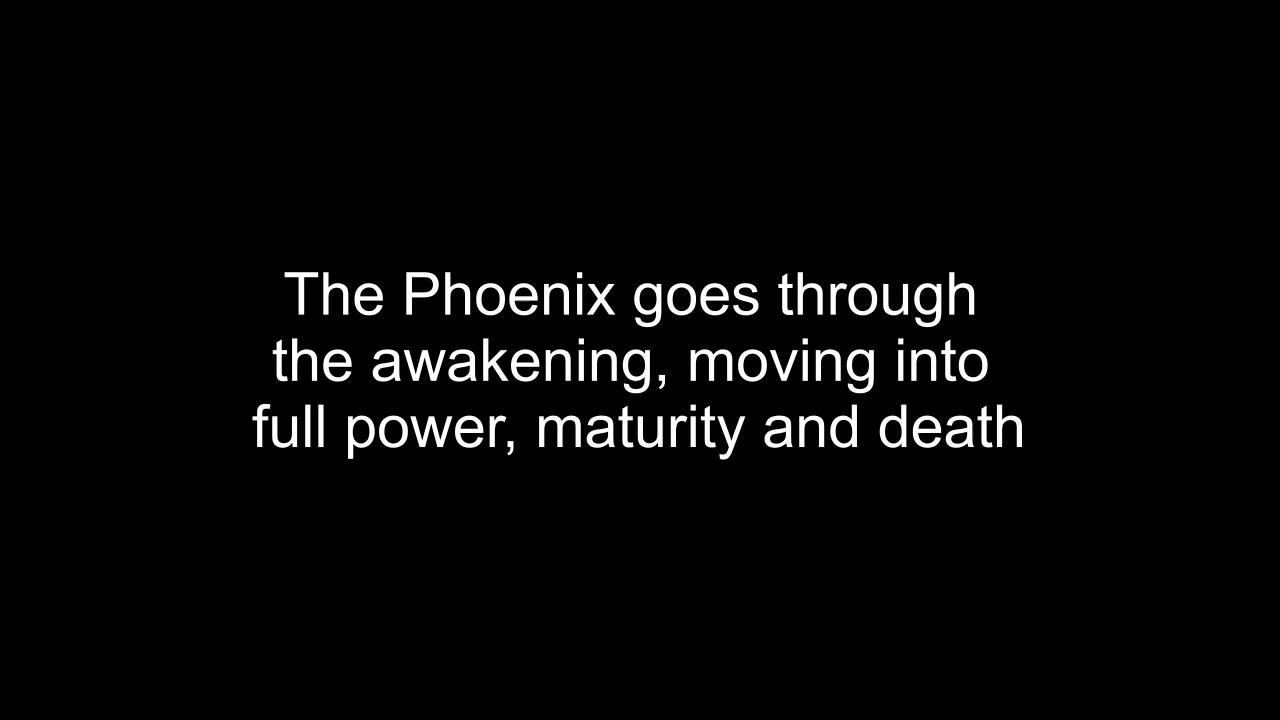 The Phoenix goes through
the awakening, moving into
full power, maturity and death